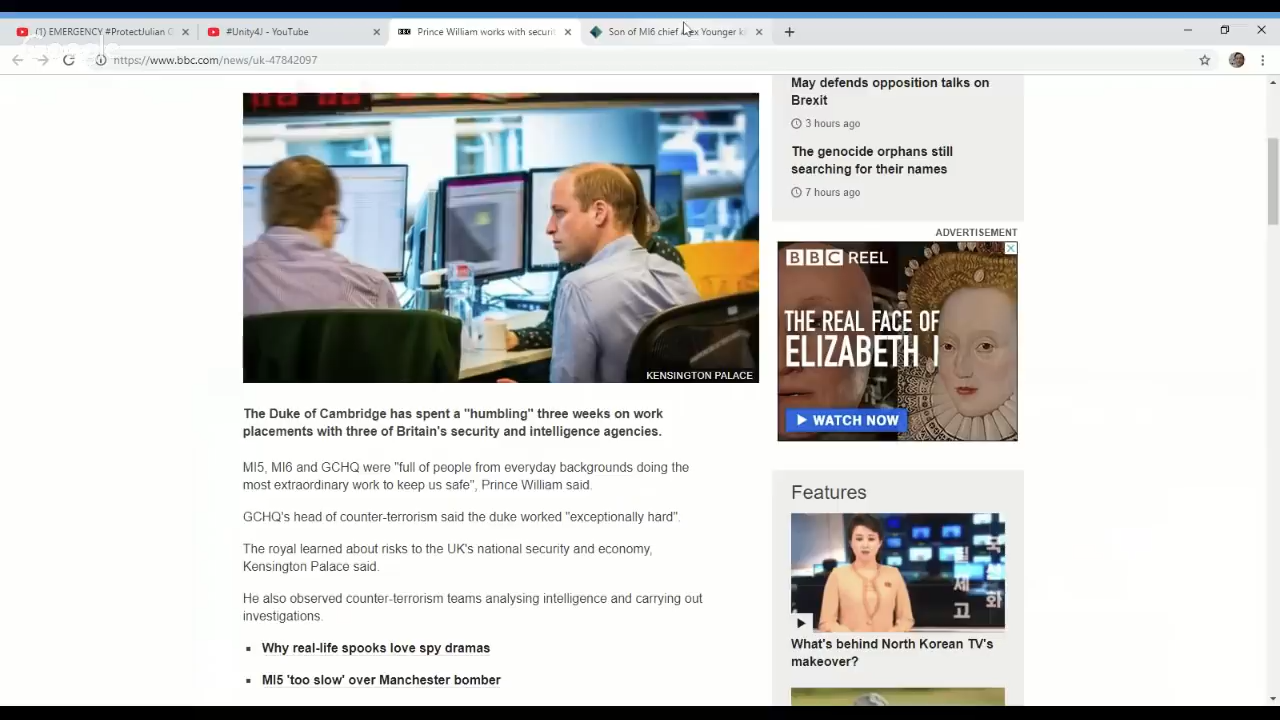 (1) EMERGENCY #ProtectJulian
#Unity4J - YouTube
Prince William works with securit
Son of MI6 chief Alex Younger ki
https://www.bbc.com/news/uk-47842097
May defends opposition talks on
Brexit
3 hours ago
The genocide orphans still
searching for their names
7 hours ago
KENSINGTON PALACE
ADVERTISEMENT
BBC REEL
THE REAL FACE OF
ELIZABETH I
WATCH NOW
The Duke of Cambridge has spent a "humbling" three weeks on work
placements with three of Britain's security and intelligence agencies.
MI5, MI6 and GCHQ were "full of people from everyday backgrounds doing the
most extraordinary work to keep us safe", Prince William said.
GCHQ's head of counter-terrorism said the duke worked "exceptionally hard".
The royal learned about risks to the UK's national security and economy,
Kensington Palace said.
He also observed counter-terrorism teams analysing intelligence and carrying out
investigations.
Why real-life spooks love spy dramas
MI5 'too slow' over Manchester bomber
Features
What's behind North Korean TV's
makeover?